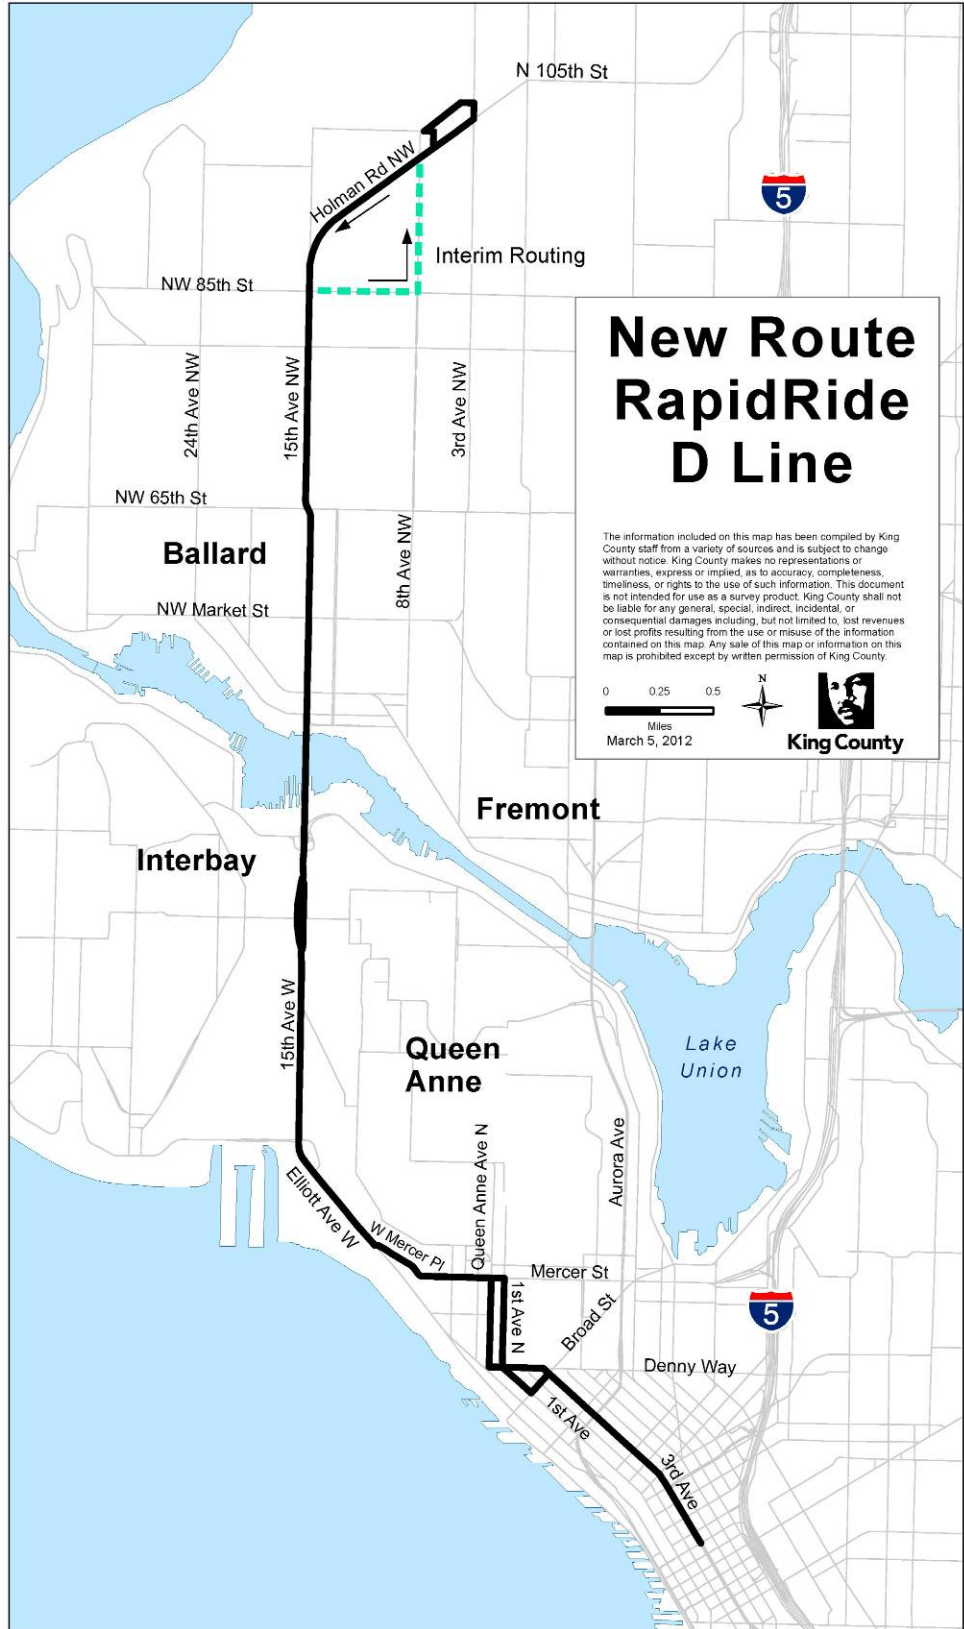 N 105th St
Holman Rd NW
5
Interim Routing
NW 85th St
New Route
RapidRide
D Line
24th Ave NW
15th Ave NW
3rd Ave NW
NW 65th St
Ballard
8th Ave NW
The information included on this map has been compiled by King
County staff from a variety of sources and is subject to change
without notice. King County makes no representations or
warranties, express or implied, as to accuracy, completeness,
timeliness, or rights to the use of such information. This document
is not intended for use as a survey product. King County shall not
be liable for any general, special, indirect, incidental, or
consequential damages including, but not limited to, lost revenues
or lost profits resulting from the use or misuse of the information
contained on this map. Any sale of this map or information on this
map is prohibited except by written permission of King County.
NW Market St
N
0 0.25 0.5
Miles
March 5, 2012
King County
Fremont
Interbay
15th Ave W
Queen
Anne
Lake
Union
Queen Anne Ave N
Aurora Ave
Elliott Ave W
W Mercer Pl
Mercer St
1st Ave N
Broad St
5
Denny Way
1st Ave
3rd Ave